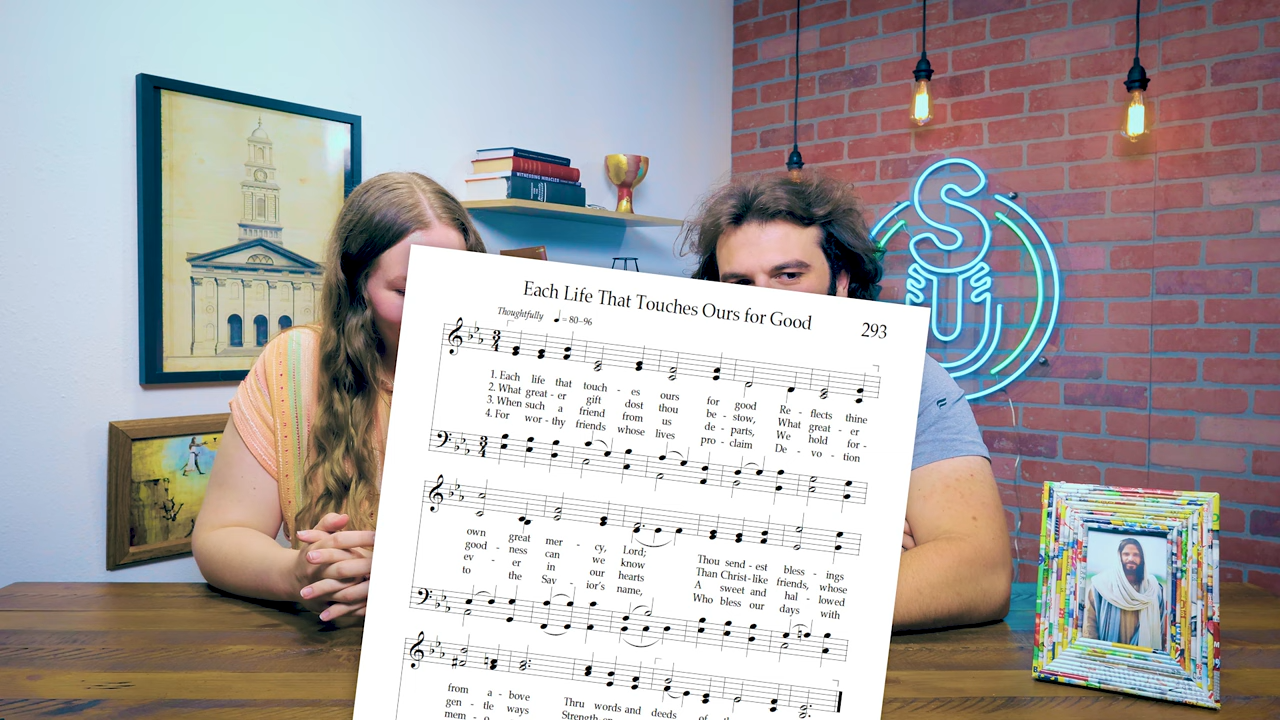 WITNESSING MIRACLES
SU
Each Life That Touches Ours for Good
293
Thoughtfully ♩ = 80–96
1. Each life that touch - es ours for good Re - flects thine
2. What great - er gift dost thou be - stow, What great - er
3. When such a friend from us de - parts, We hold for -
4. For wor - thy friends whose lives pro - claim De - vo - tion
own great mer - cy, Lord; Thou send - est bless - ings
good - ness can we know Than Christ-like friends, whose
ev - er in our hearts A sweet and hal - lowed
to the Sav - ior's name, Who bless our days with
from a - bove Thru words and deeds
gen - tle ways Strength
mem - o